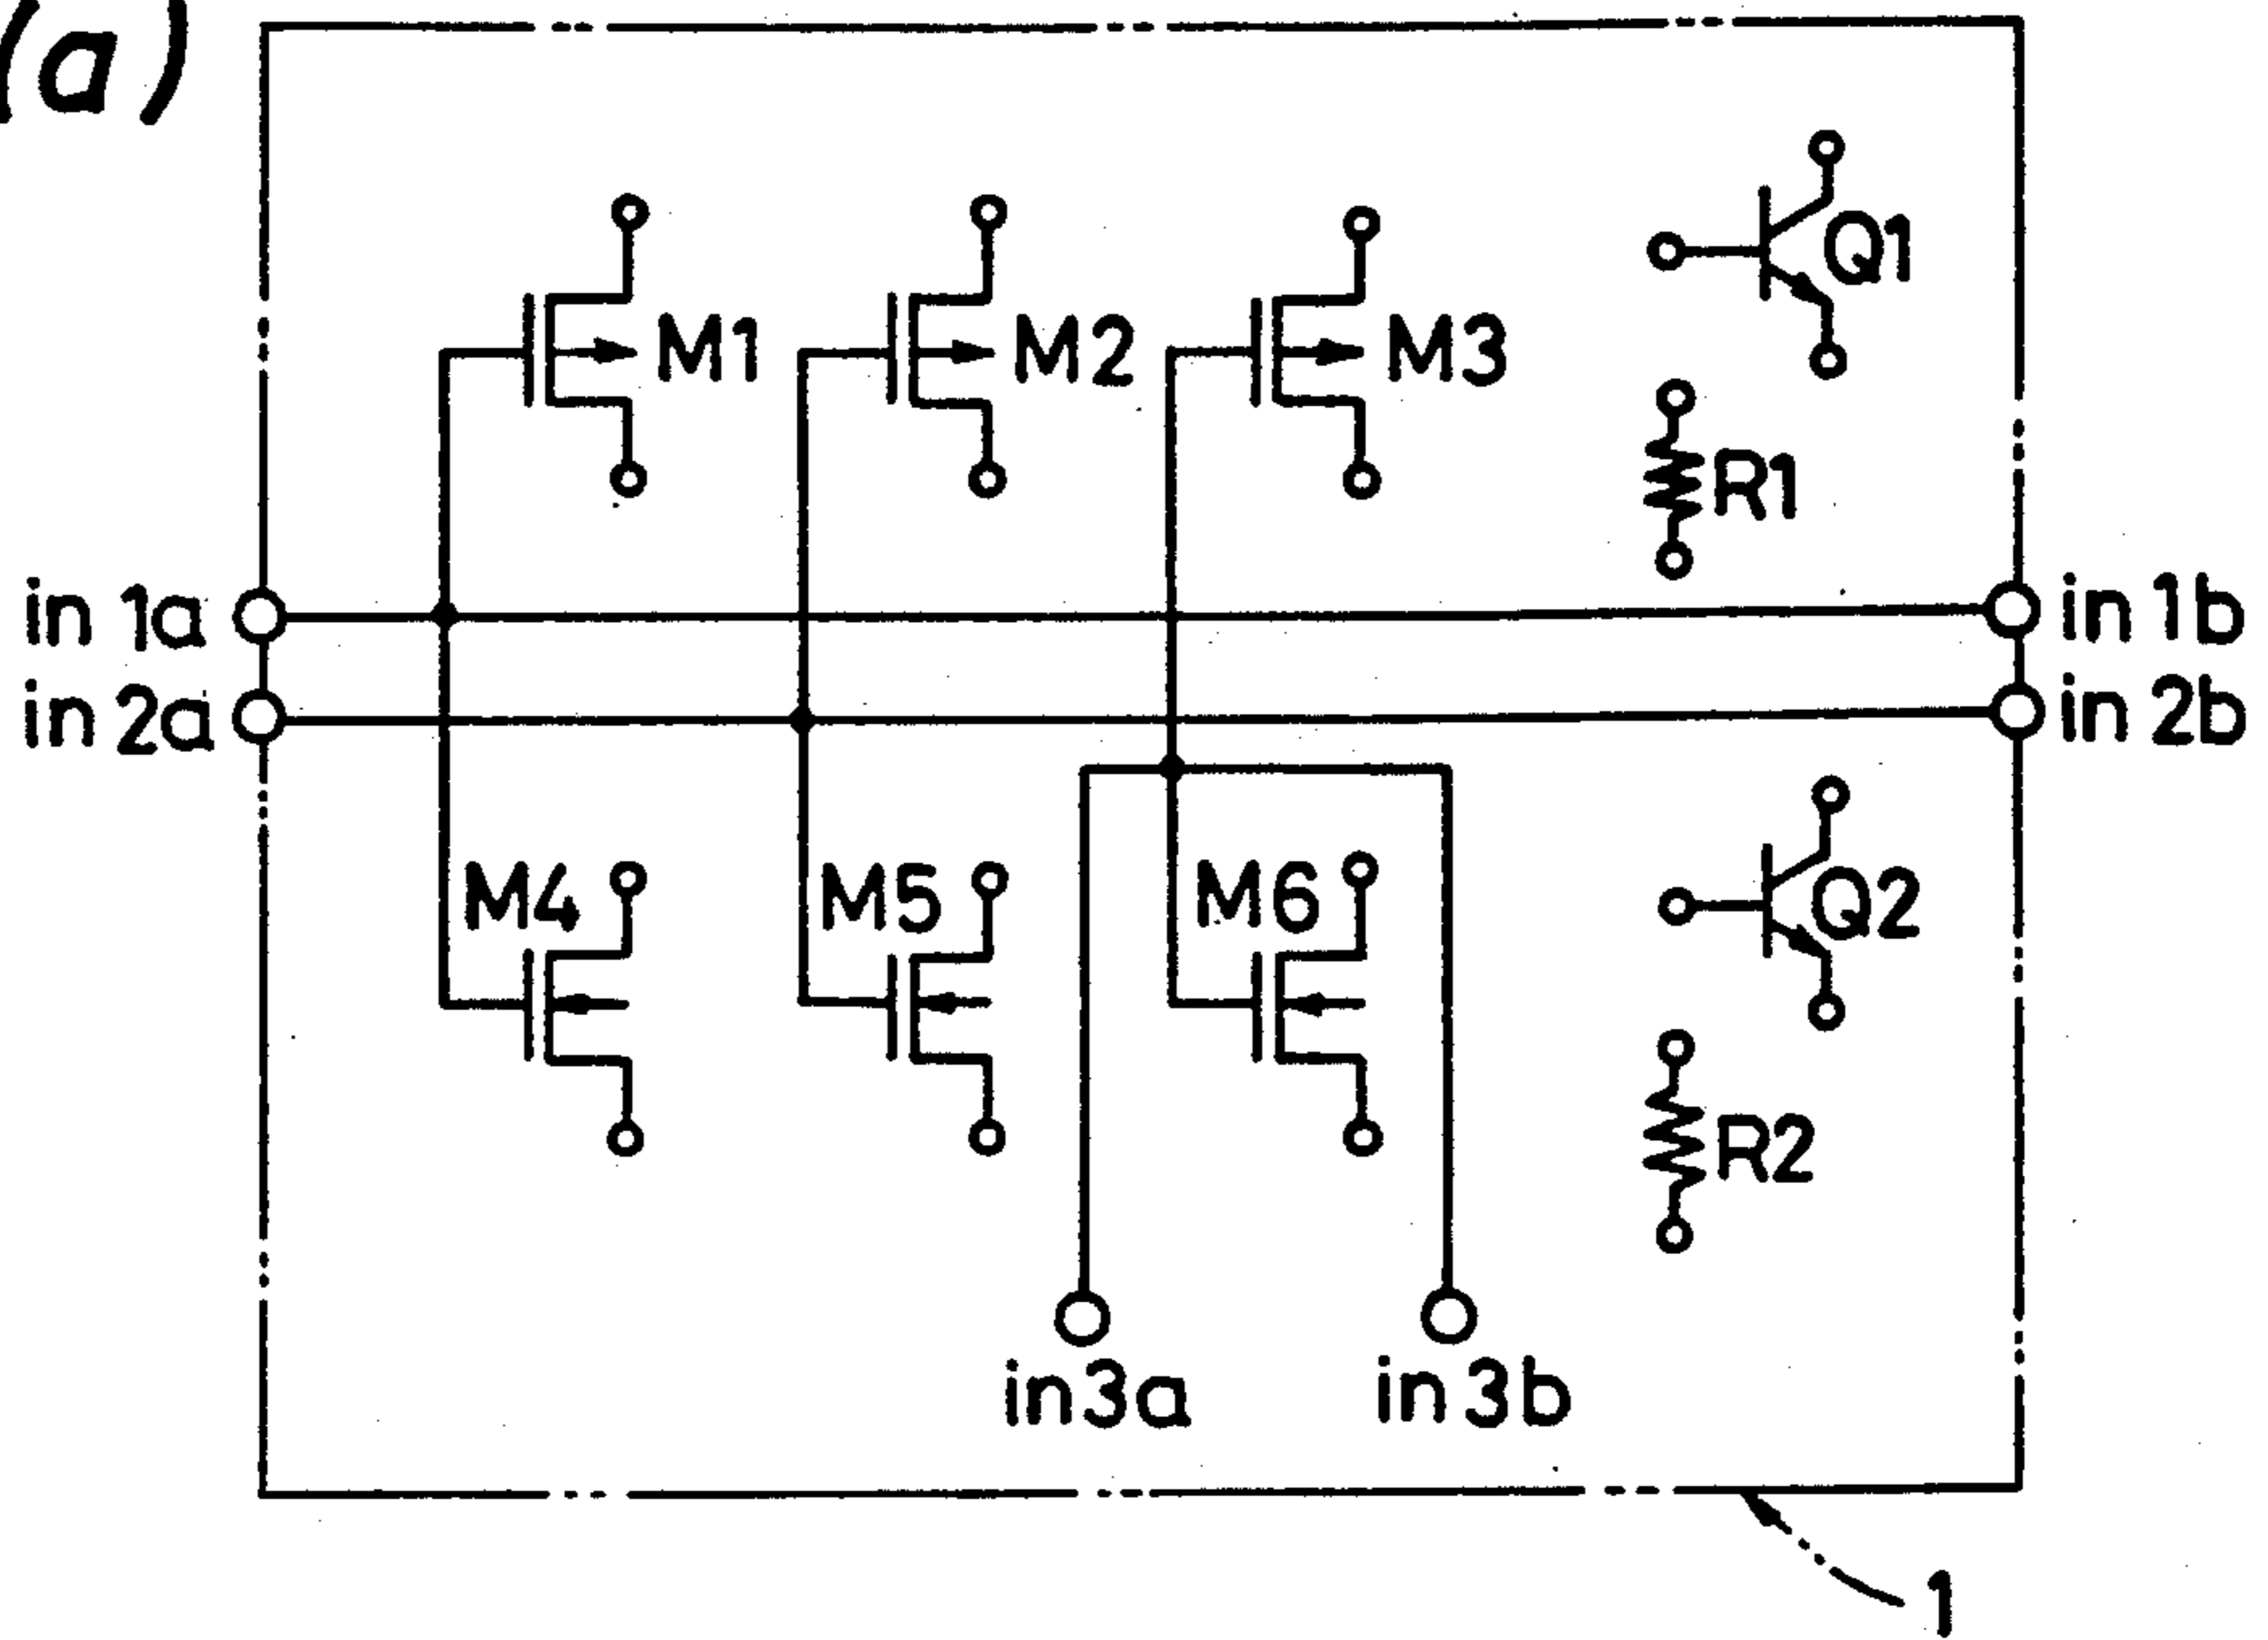 (a)
Q1
M1
M2
M3
R1
in 1a
in 1b
in 2a
in 2b
M4
M5
M6
Q2
R2
in3a
in 3b
1